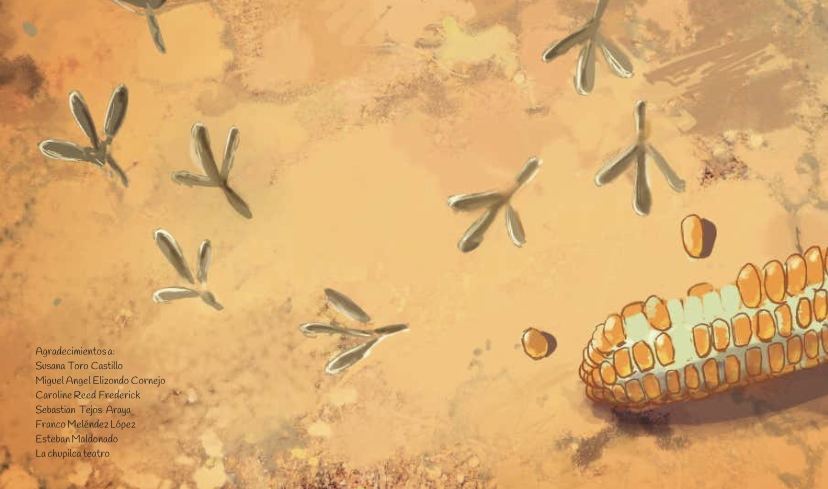 Agradecimientos a:
Susana Toro Castillo
Miguel Angel Elizondo Cornejo
Caroline Reed Frederick
Sebastian Tejos Araya
Franco Meléndez López
Esteban Maldonado
La chupilca teatro